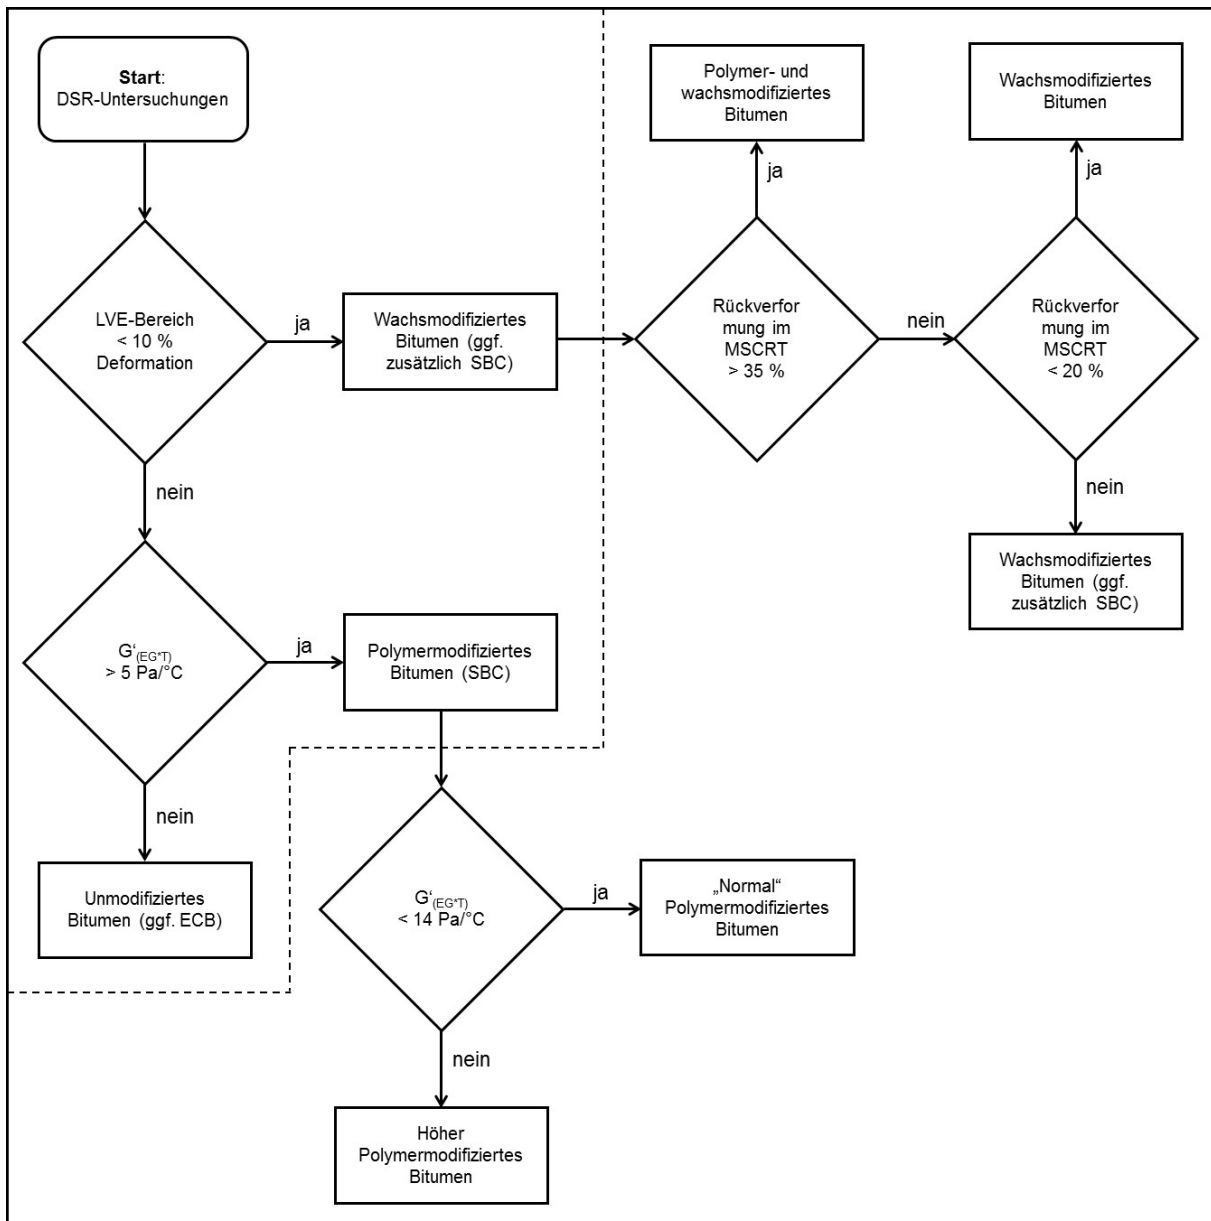 Start:
DSR-Untersuchungen
LVE-Bereich
< 10 %
Deformation
ja
Wachsmodifiziertes
Bitumen (ggf.
zusätzlich SBC)
Rückverfor
mung im
MSCRT
> 35 %
ja
Polymer- und
wachsmodifiziertes
Bitumen
nein
Rückverfor
mung im
MSCRT
< 20 %
ja
Wachsmodifiziertes
Bitumen
nein
Wachsmodifiziertes
Bitumen (ggf.
zusätzlich SBC)
nein
G‘(EG*T)
> 5 Pa/°C
ja
Polymermodifiziertes
Bitumen (SBC)
nein
Unmodifiziertes
Bitumen (ggf. ECB)
G‘(EG*T)
< 14 Pa/°C
ja
„Normal“
Polymermodifiziertes
Bitumen
nein
Höher
Polymermodifiziertes
Bitumen